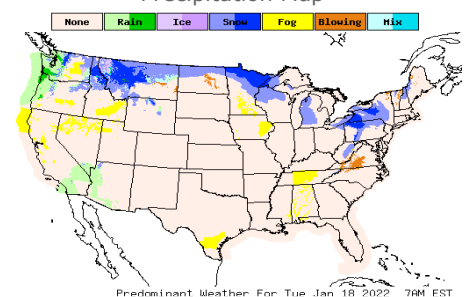 Precipitation Map
None Rain Ice Snow Fog Blowing Mix
Predominant Weather For Tue Jan 18 2022 7AM EST